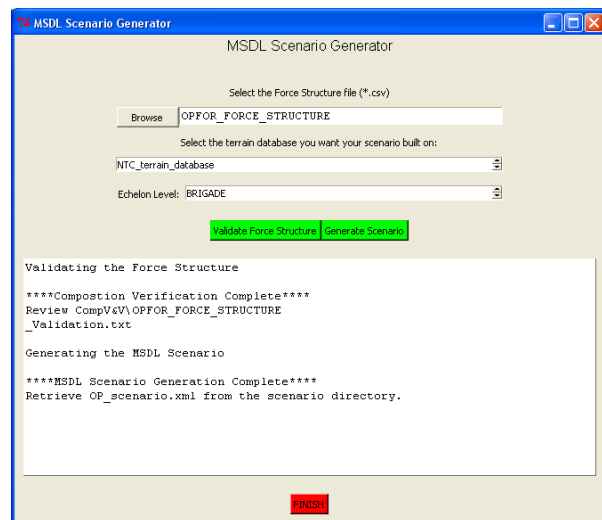 MSDL Scenario Generator
MSDL Scenario Generator
Select the Force Structure file (*.csv)
Browse OPFOR_FORCE_STRUCTURE
Select the terrain database you want your scenario built on:
NTC_terrain_database
Echelon Level: BRIGADE
Validate Force Structure Generate Scenario
Validating the Force Structure
****Compostion Verification Complete****
Review CompV&V\OPFOR_FORCE_STRUCTURE
_Validation.txt
Generating the MSDL Scenario
****MSDL Scenario Generation Complete****
Retrieve OP_scenario.xml from the scenario directory.
FINISH